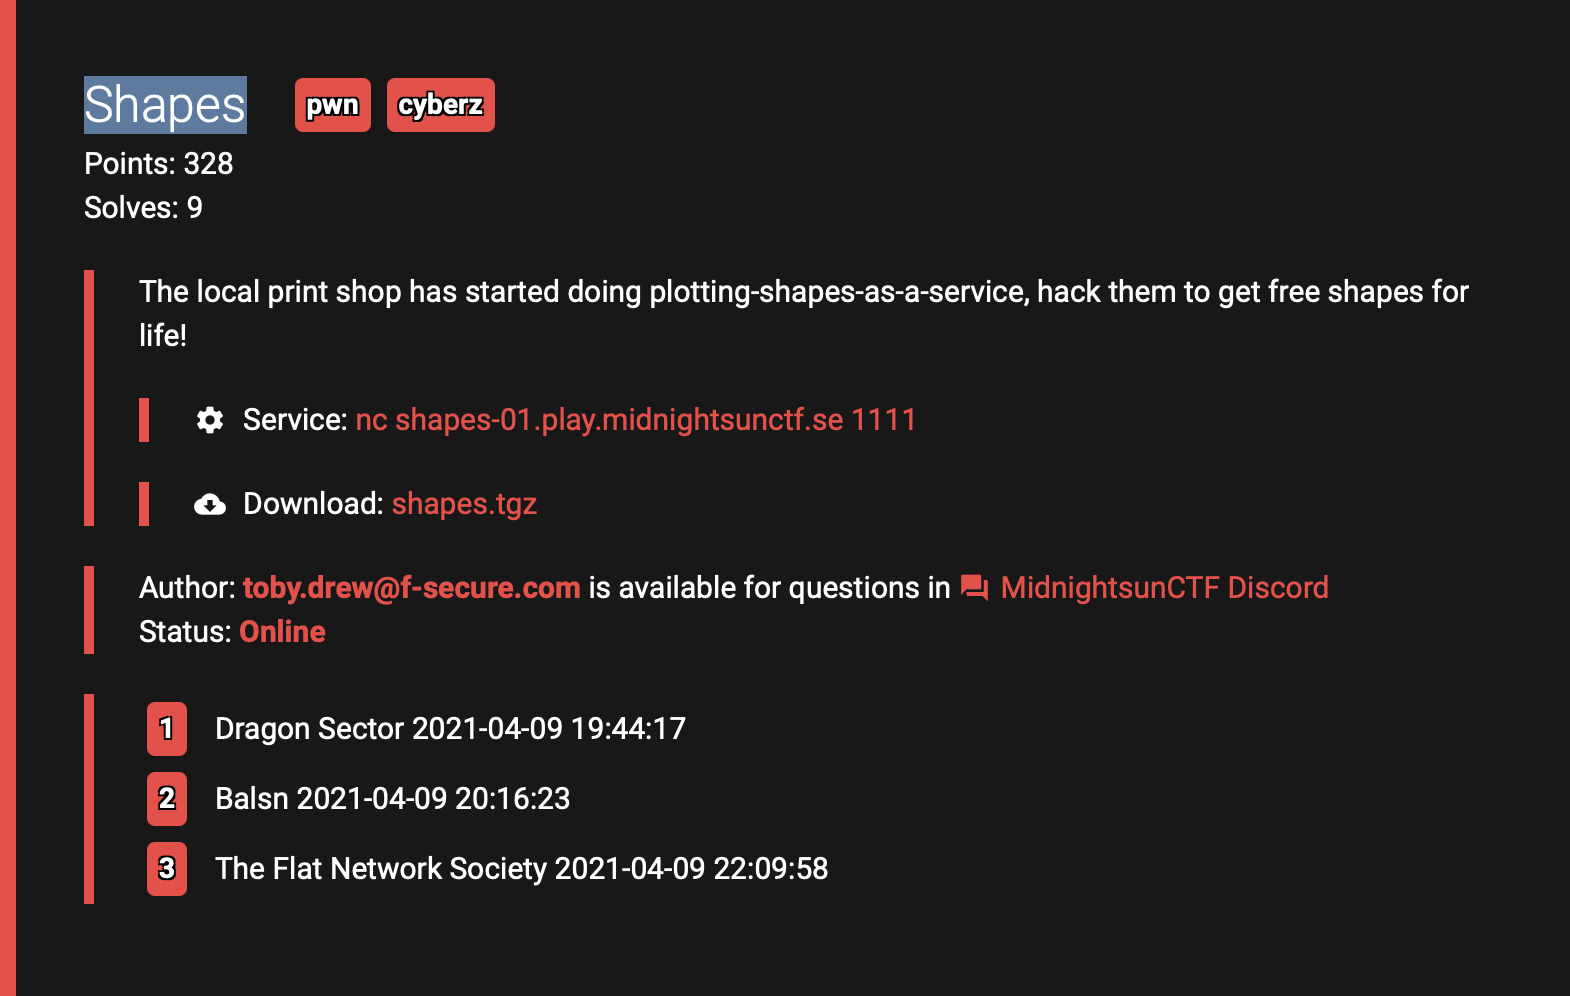 Shapes pwn cyberz
Points: 328
Solves: 9
The local print shop has started doing plotting-shapes-as-a-service, hack them to get free shapes for
life!
Service: nc shapes-01.play.midnightsunctf.se 1111
Download: shapes.tgz
Author: toby.drew@f-secure.com is available for questions in MidnightsunCTF Discord
Status: Online
1 Dragon Sector 2021-04-09 19:44:17
2 Balsn 2021-04-09 20:16:23
3 The Flat Network Society 2021-04-09 22:09:58